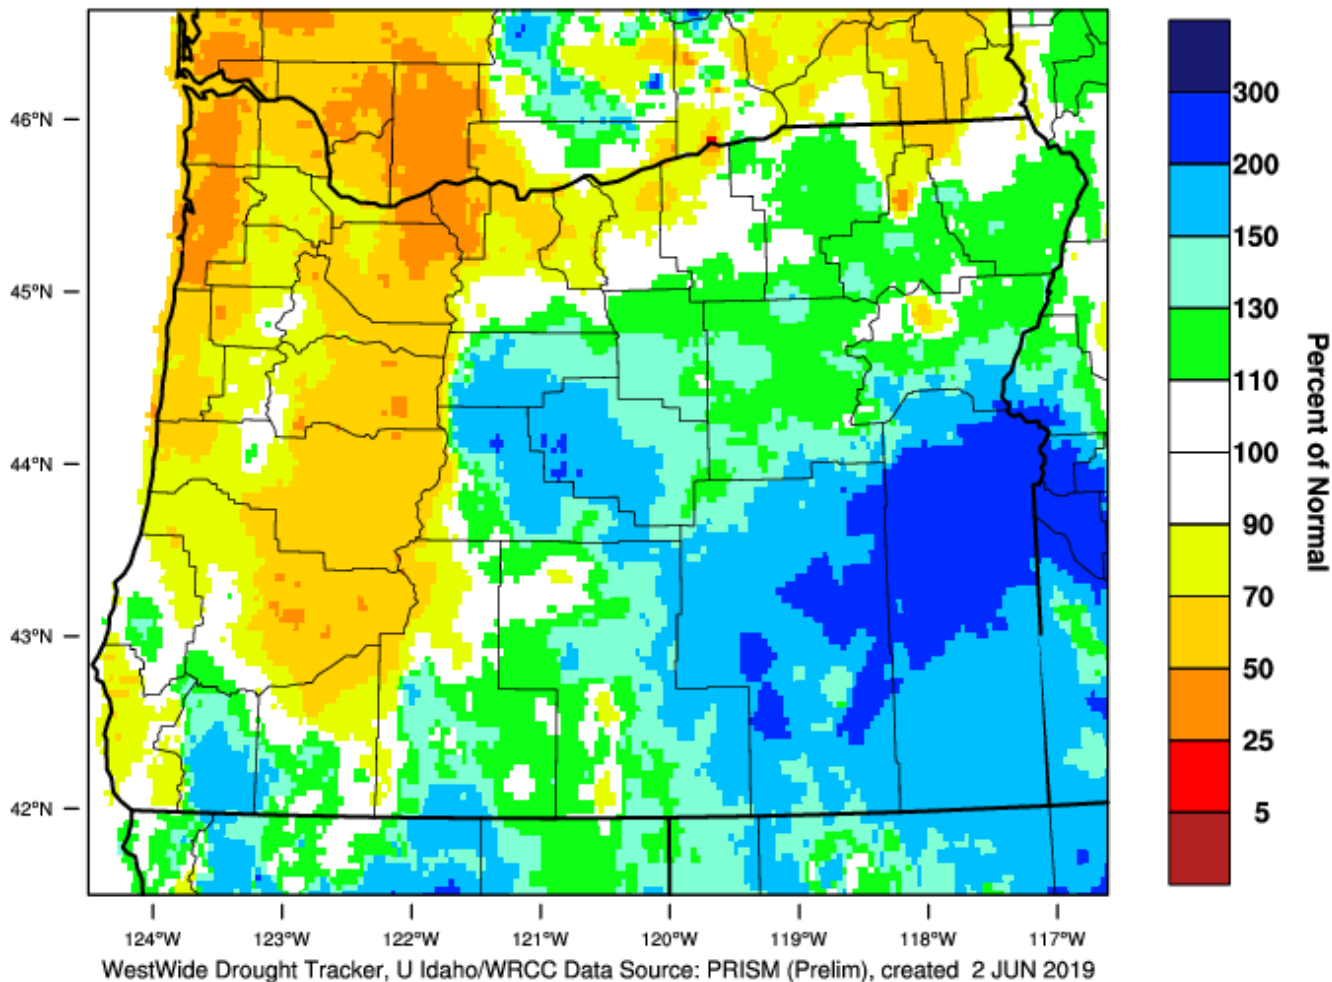 300
200
150
130
110
100
90
70
50
25
5
Percent of Normal
46°N
45°N
44°N
43°N
42°N
124°W 123°W 122°W 121°W 120°W 119°W 118°W 117°W
WestWide Drought Tracker, U Idaho/WRCC Data Source: PRISM (Prelim), created 2 JUN 2019